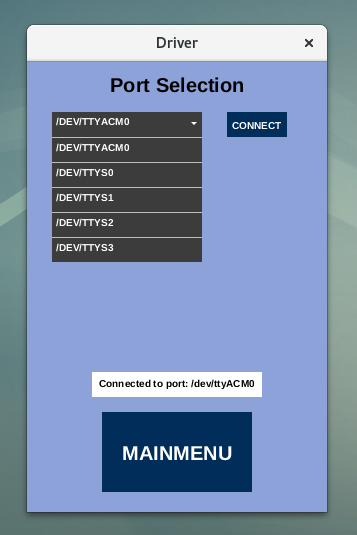 Driver
Port Selection
/DEV/TTYACM0
CONNECT
/DEV/TTYACM0
/DEV/TTYS0
/DEV/TTYS1
/DEV/TTYS2
/DEV/TTYS3
Connected to port: /dev/ttyACM0
MAINMENU